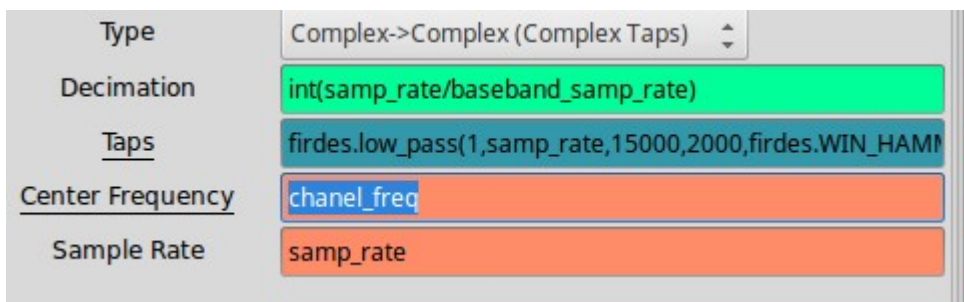 Type Complex->Complex (Complex Taps)
Decimation int(samp_rate/baseband_samp_rate)
Taps firdes.low_pass(1,samp_rate,15000,2000,firdes.WIN_HAMM
Center Frequency chanel_freq
Sample Rate samp_rate